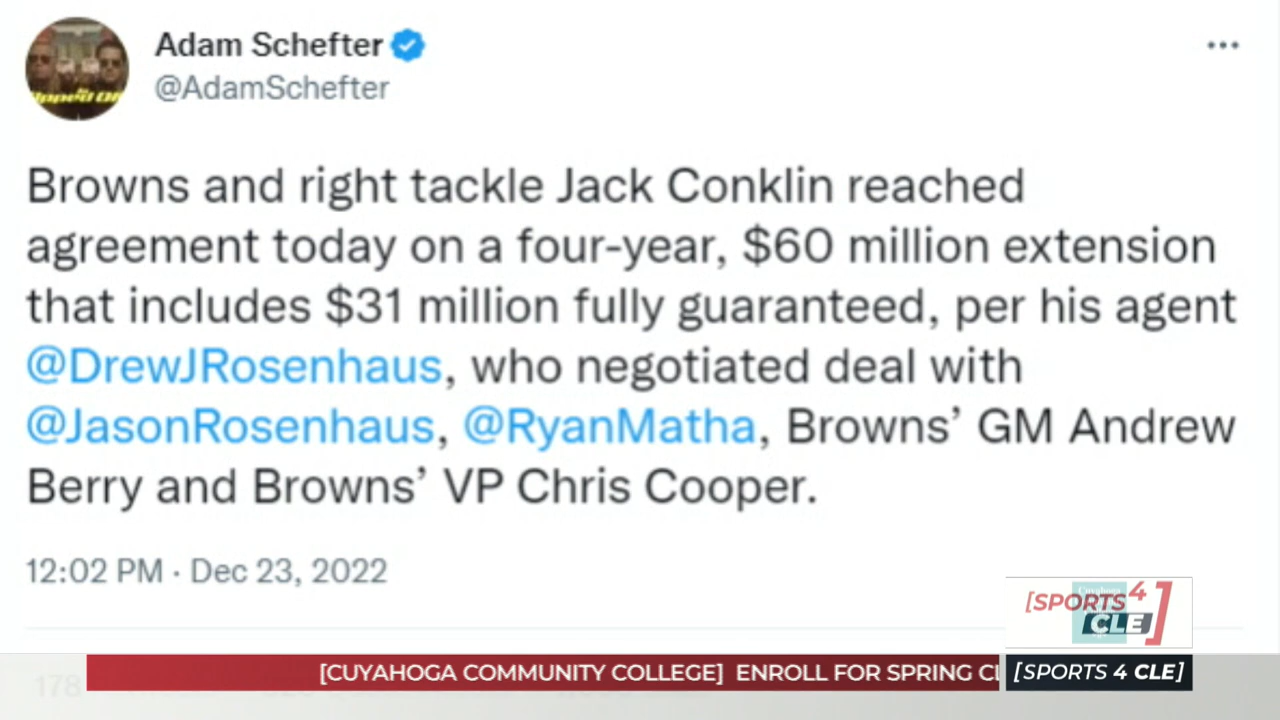 Adam Schefter
@AdamSchefter
Browns and right tackle Jack Conklin reached
agreement today on a four-year, $60 million extension
that includes $31 million fully guaranteed, per his agent
@DrewJRosenhaus, who negotiated deal with
@JasonRosenhaus, @RyanMatha, Browns’ GM Andrew
Berry and Browns’ VP Chris Cooper.
12:02 PM · Dec 23, 2022
[SPORTS 4
CLE]
[CUYAHOGA COMMUNITY COLLEGE] ENROLL FOR SPRING
[SPORTS 4 CLE]
178